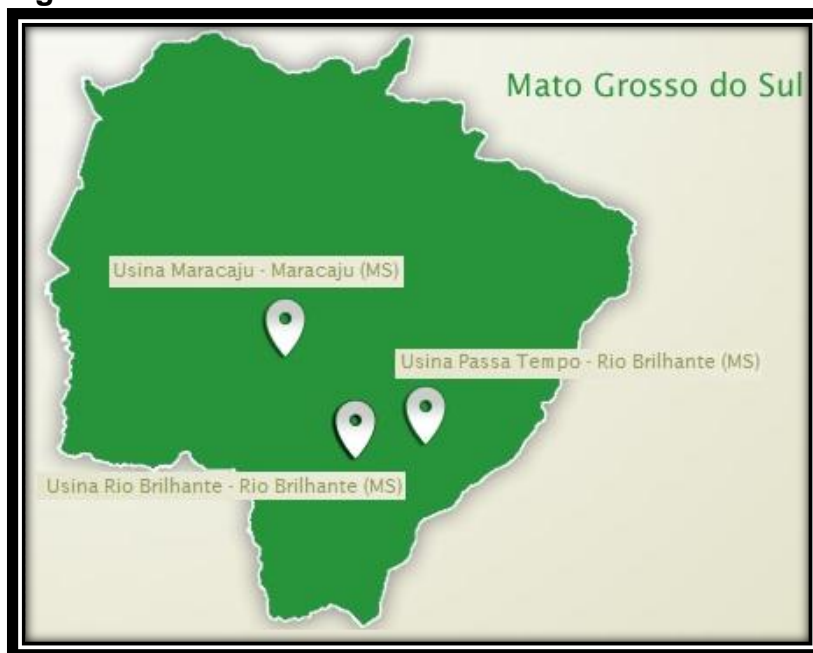 Mato Grosso do Sul
Usina Maracaju - Maracaju (MS)
Usina Passa Tempo - Rio Brilhante (MS)
Usina Rio Brilhante - Rio Brilhante (MS)